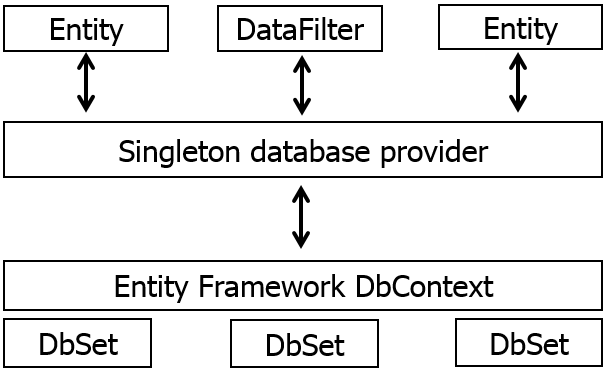 Entity
DataFilter
Entity
Singleton database provider
Entity Framework DbContext
DbSet
DbSet
DbSet